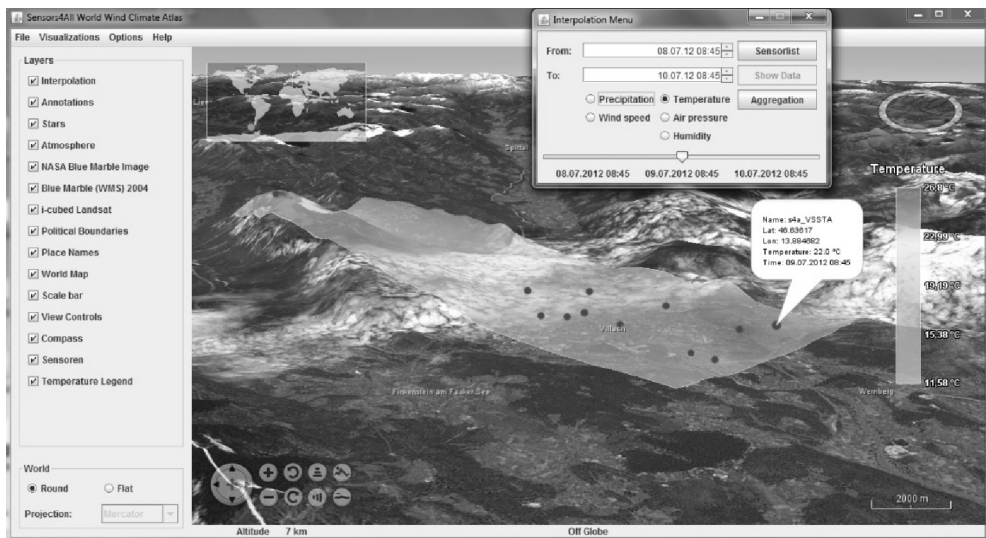 Sensors4All World Wind Climate Atlas
File Visualizations Options Help
Layers
Interpolation
Annotations
Stars
Atmosphere
NASA Blue Marble Image
Blue Marble (WMS) 2004
i-cubed Landsat
Political Boundaries
Place Names
World Map
Scale bar
View Controls
Compass
Sensoren
Temperature Legend
World
Round Flat
Projection: Mercator
Interpolation Menu
From: 08.07.12 08:45 Sensorlist
To: 10.07.12 08:45 Show Data
Precipitation Temperature Aggregation
Wind speed Air pressure
Humidity
08.07.2012 08:45 09.07.2012 08:45 10.07.2012 08:45
Spittal
Temperature
26,8 °C
22,99 °C
19,19 °C
15,38 °C
11,58 °C
Name: s4a_VSSTA
Lat: 46.63617
Lon: 13.884682
Temperature: 22.0 °C
Time: 09.07.2012 08:45
Villach
Finkenstein am Faaker See
Wernberg
2000 m
Altitude 7 km
Off Globe